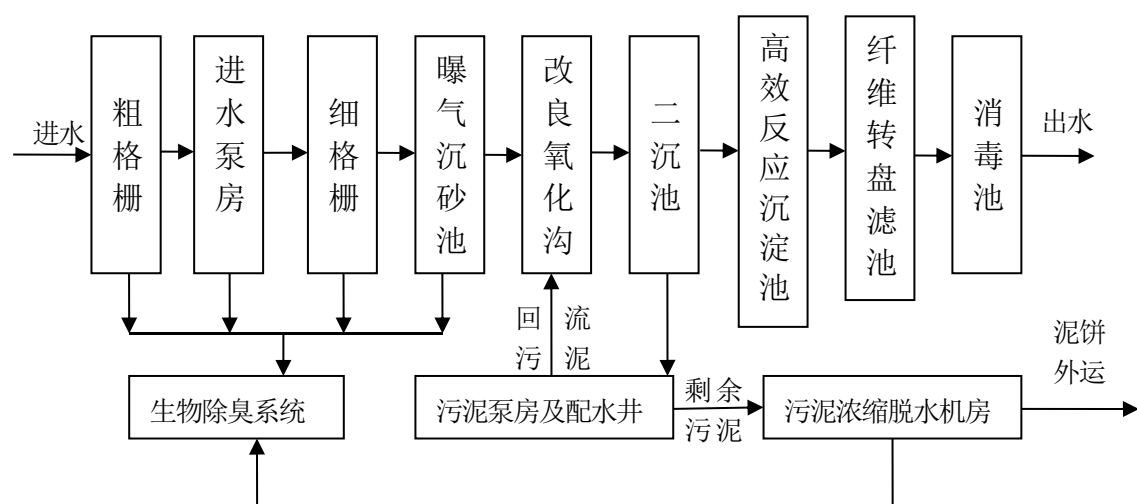 进水
粗格栅
进水泵房
细格栅
曝气沉砂池
改良氧化沟
二沉池
高效反应沉淀池
纤维转盘滤池
消毒池
出水
回流
污泥
泥饼
外运
生物除臭系统
污泥泵房及配水井
剩余
污泥
污泥浓缩脱水机房